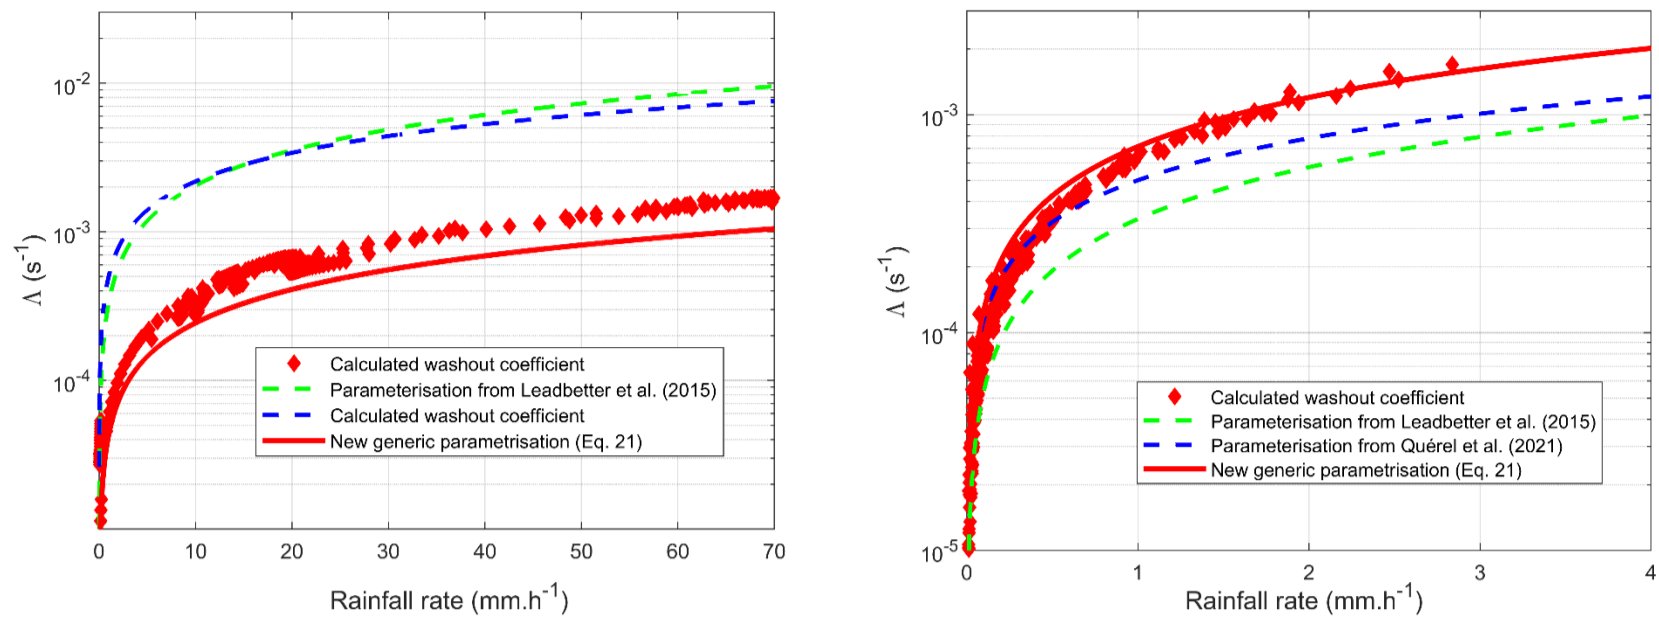 10^-2
10^-3
10^-4
Λ (s^-1)
Calculated washout coefficient
Parameterisation from Leadbetter et al. (2015)
Calculated washout coefficient
New generic parametrisation (Eq. 21)
0 10 20 30 40 50 60 70
Rainfall rate (mm.h^-1)
10^-3
10^-4
10^-5
Λ (s^-1)
Calculated washout coefficient
Parameterisation from Leadbetter et al. (2015)
Parameterisation from Quérel et al. (2021)
New generic parametrisation (Eq. 21)
0 1 2 3 4
Rainfall rate (mm.h^-1)